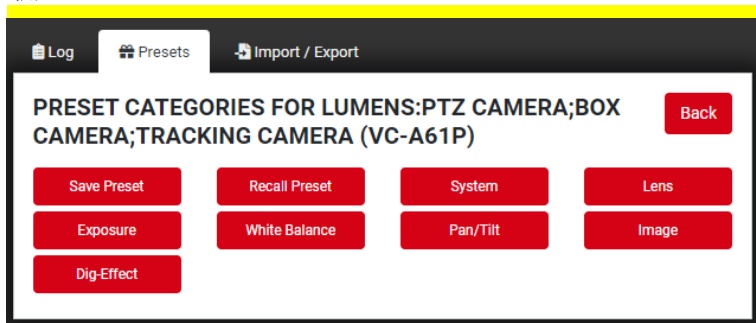 Log Presets Import / Export
PRESET CATEGORIES FOR LUMENS:PTZ CAMERA;BOX
CAMERA;TRACKING CAMERA (VC-A61P)
Back
Save Preset Recall Preset System Lens
Exposure White Balance Pan/Tilt Image
Dig-Effect